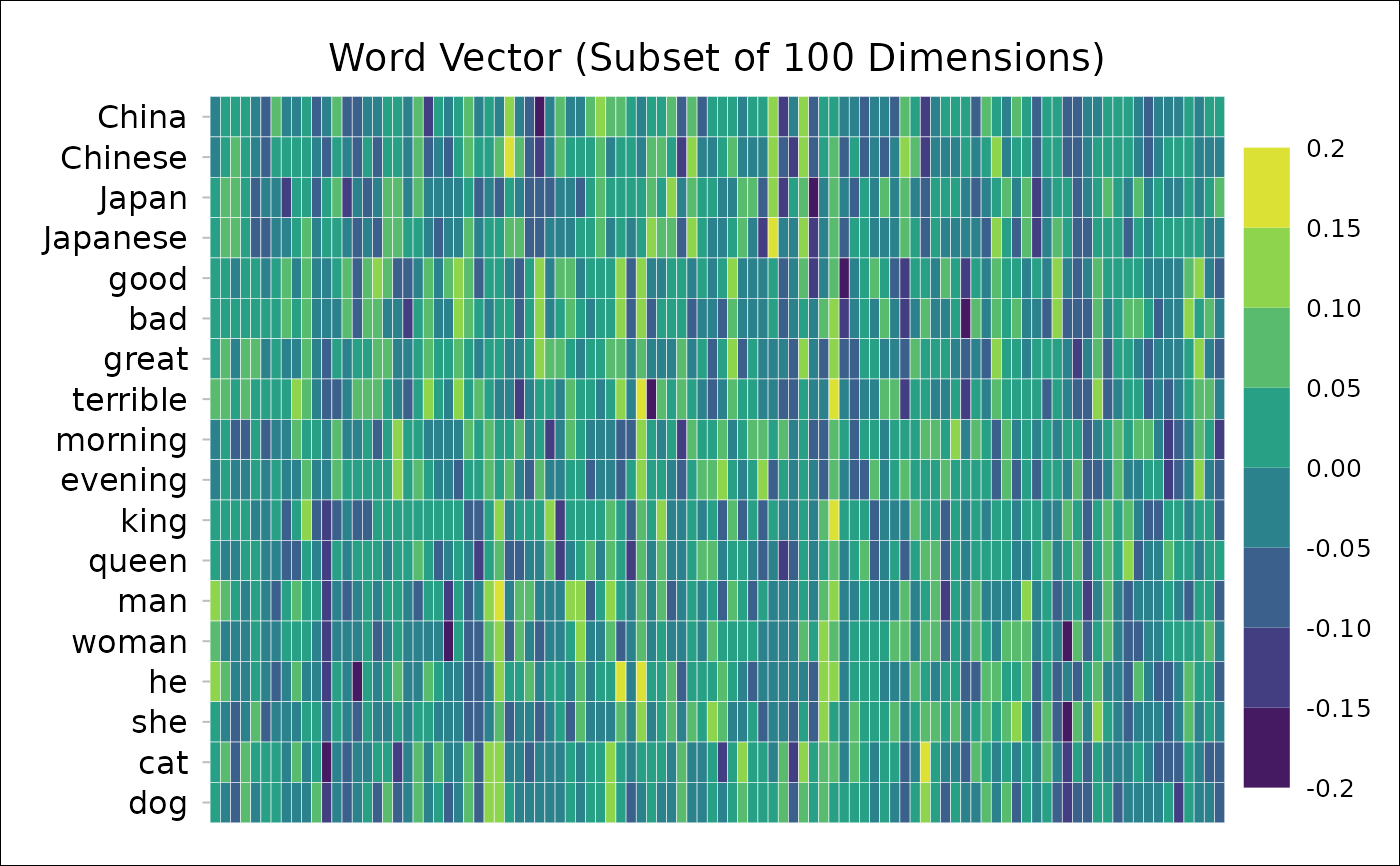 Word Vector (Subset of 100 Dimensions)
China
Chinese
Japan
Japanese
good
bad
great
terrible
morning
evening
king
queen
man
woman
he
she
cat
dog
0.2
0.15
0.10
0.05
0.00
-0.05
-0.10
-0.15
-0.2